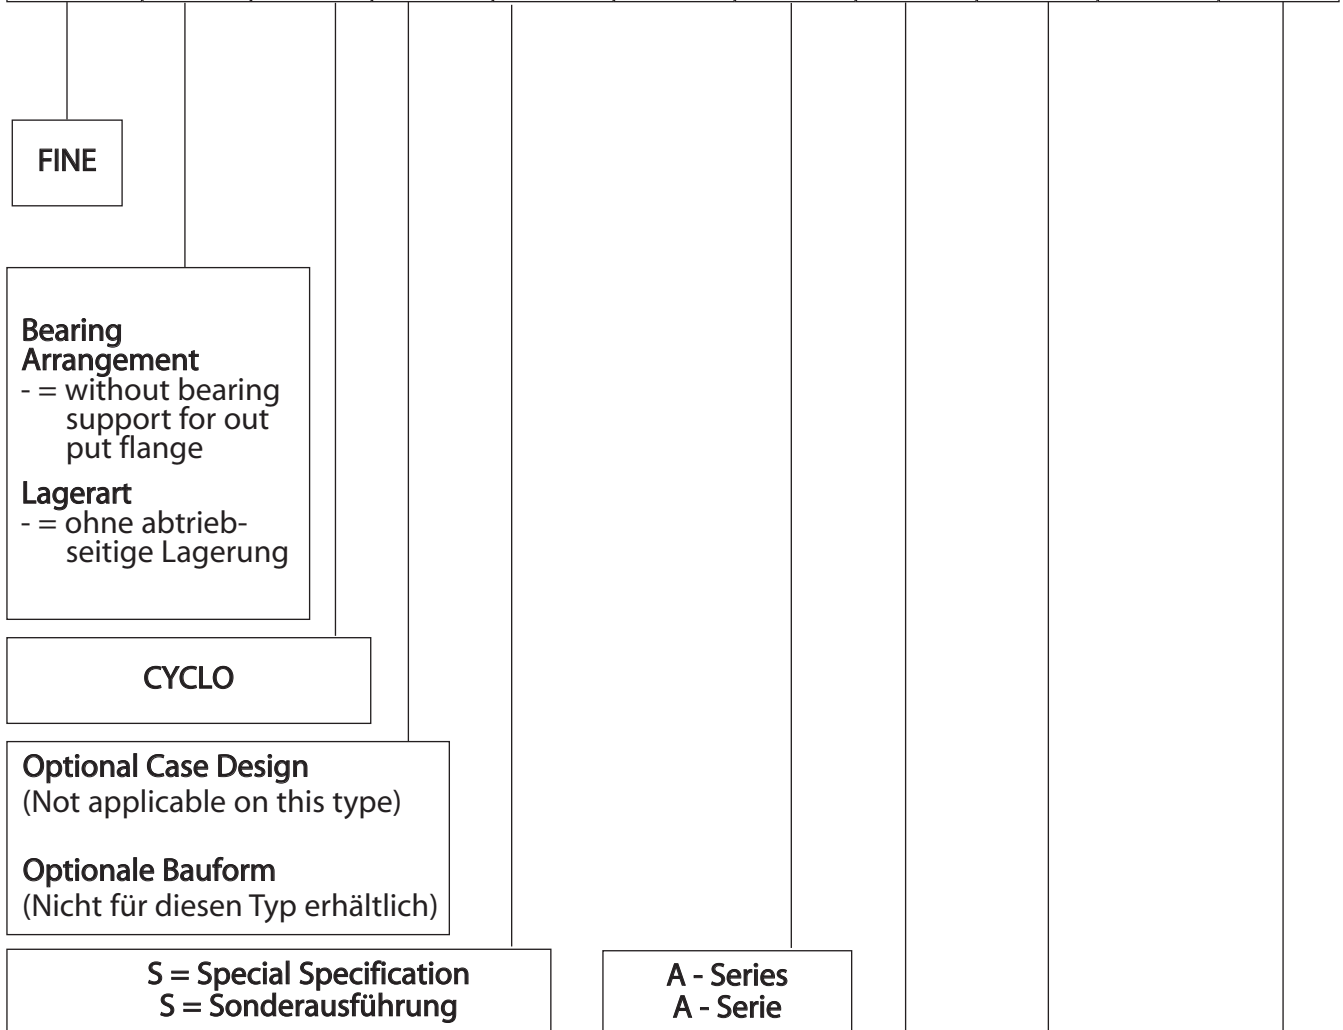 FINE
Bearing
Arrangement
- = without bearing
support for out
put flange
Lagerart
- = ohne abtrieb-
seitige Lagerung
CYCLO
Optional Case Design
(Not applicable on this type)
Optionale Bauform
(Nicht für diesen Typ erhältlich)
S = Special Specification
S = Sonderausführung
A - Series
A - Serie